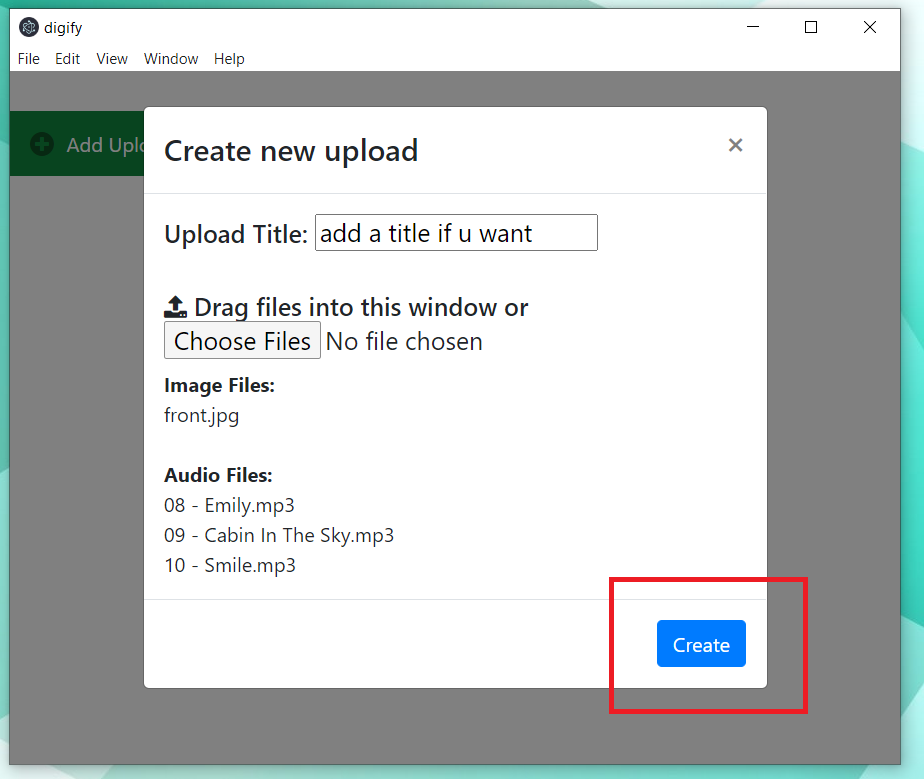 digify
File Edit View Window Help
Add Uplo
Create new upload
×
Upload Title: add a title if u want
Drag files into this window or
Choose Files No file chosen
Image Files:
front.jpg
Audio Files:
08 - Emily.mp3
09 - Cabin In The Sky.mp3
10 - Smile.mp3
Create